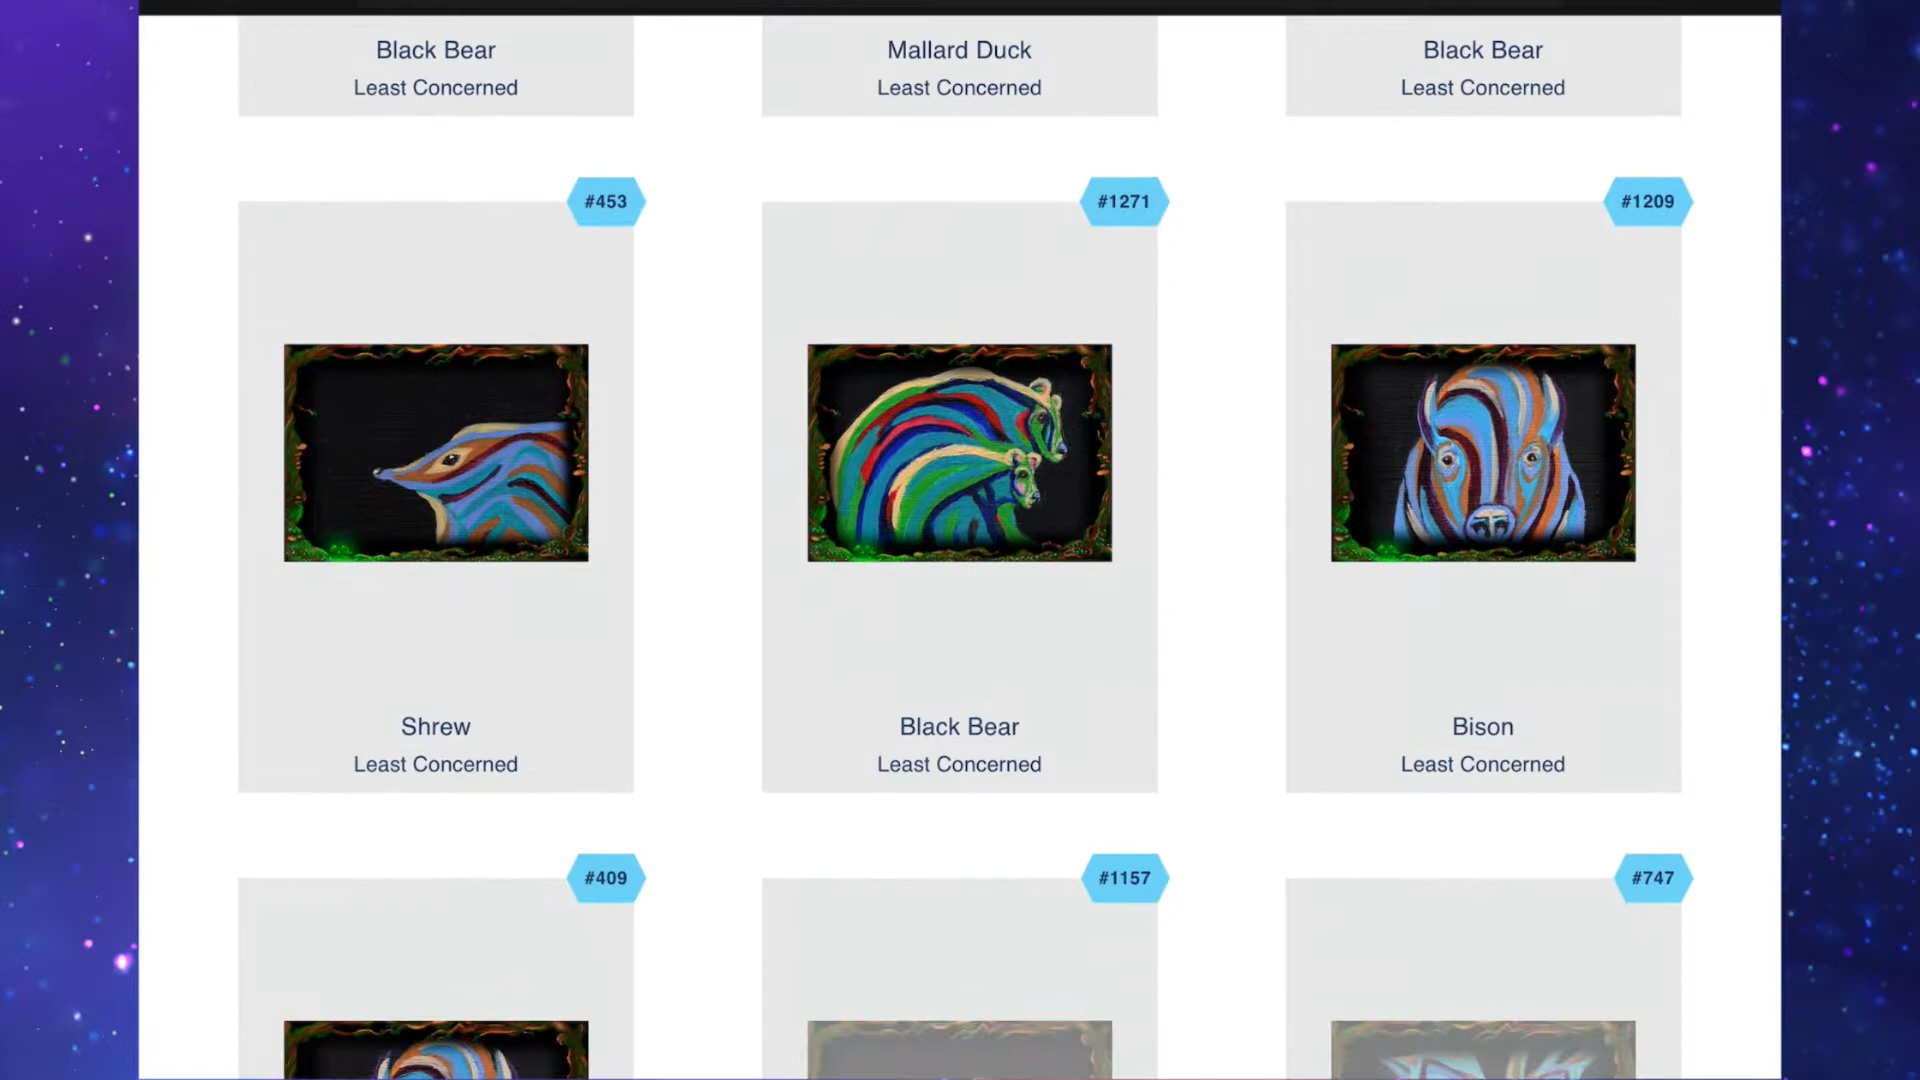 Black Bear
Least Concerned
Mallard Duck
Least Concerned
Black Bear
Least Concerned
#453
#1271
#1209
Shrew
Least Concerned
Black Bear
Least Concerned
Bison
Least Concerned
#409
#1157
#747